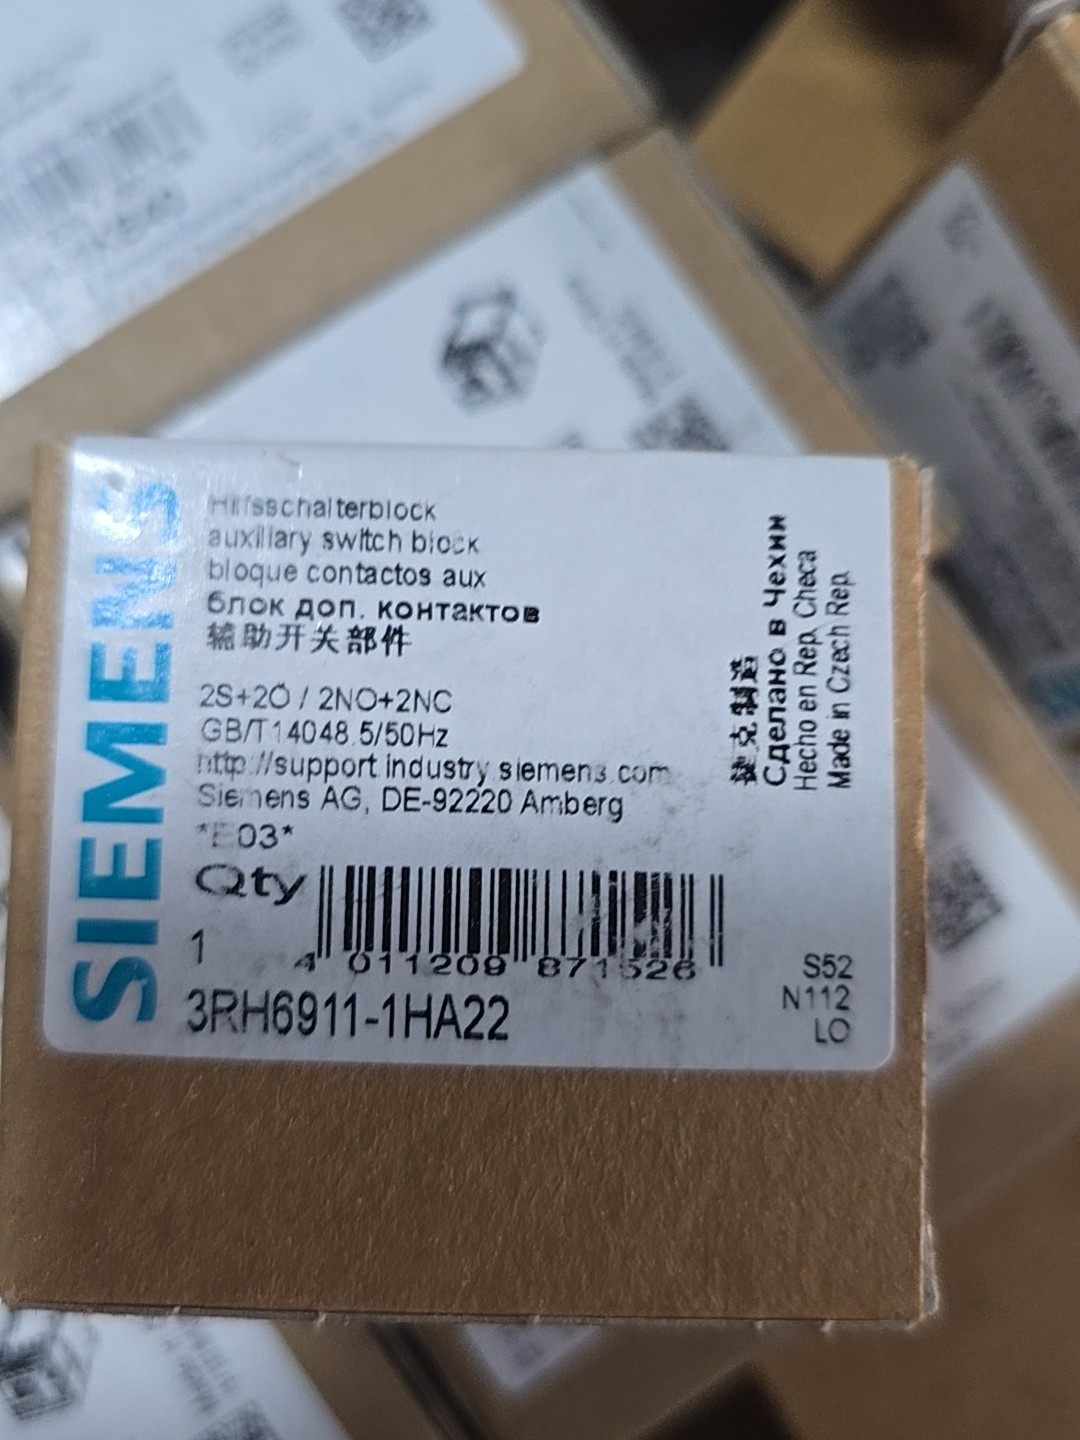 SIEMENS
Hilfsschalterblock
auxiliary switch block
bloque contactos aux
блок доп. контактов
辅助开关部件
2S+2Ö / 2NO+2NC
GB/T14048.5/50Hz
http://support.industry.siemens.com
Siemens AG, DE-92220 Amberg
*E03*
Qty
1
4 011209 871526
3RH6911-1HA22
捷克制造
Сделано в Чехии
Hecho en Rep. Checa
Made in Czech Rep.
S52
N112
LO